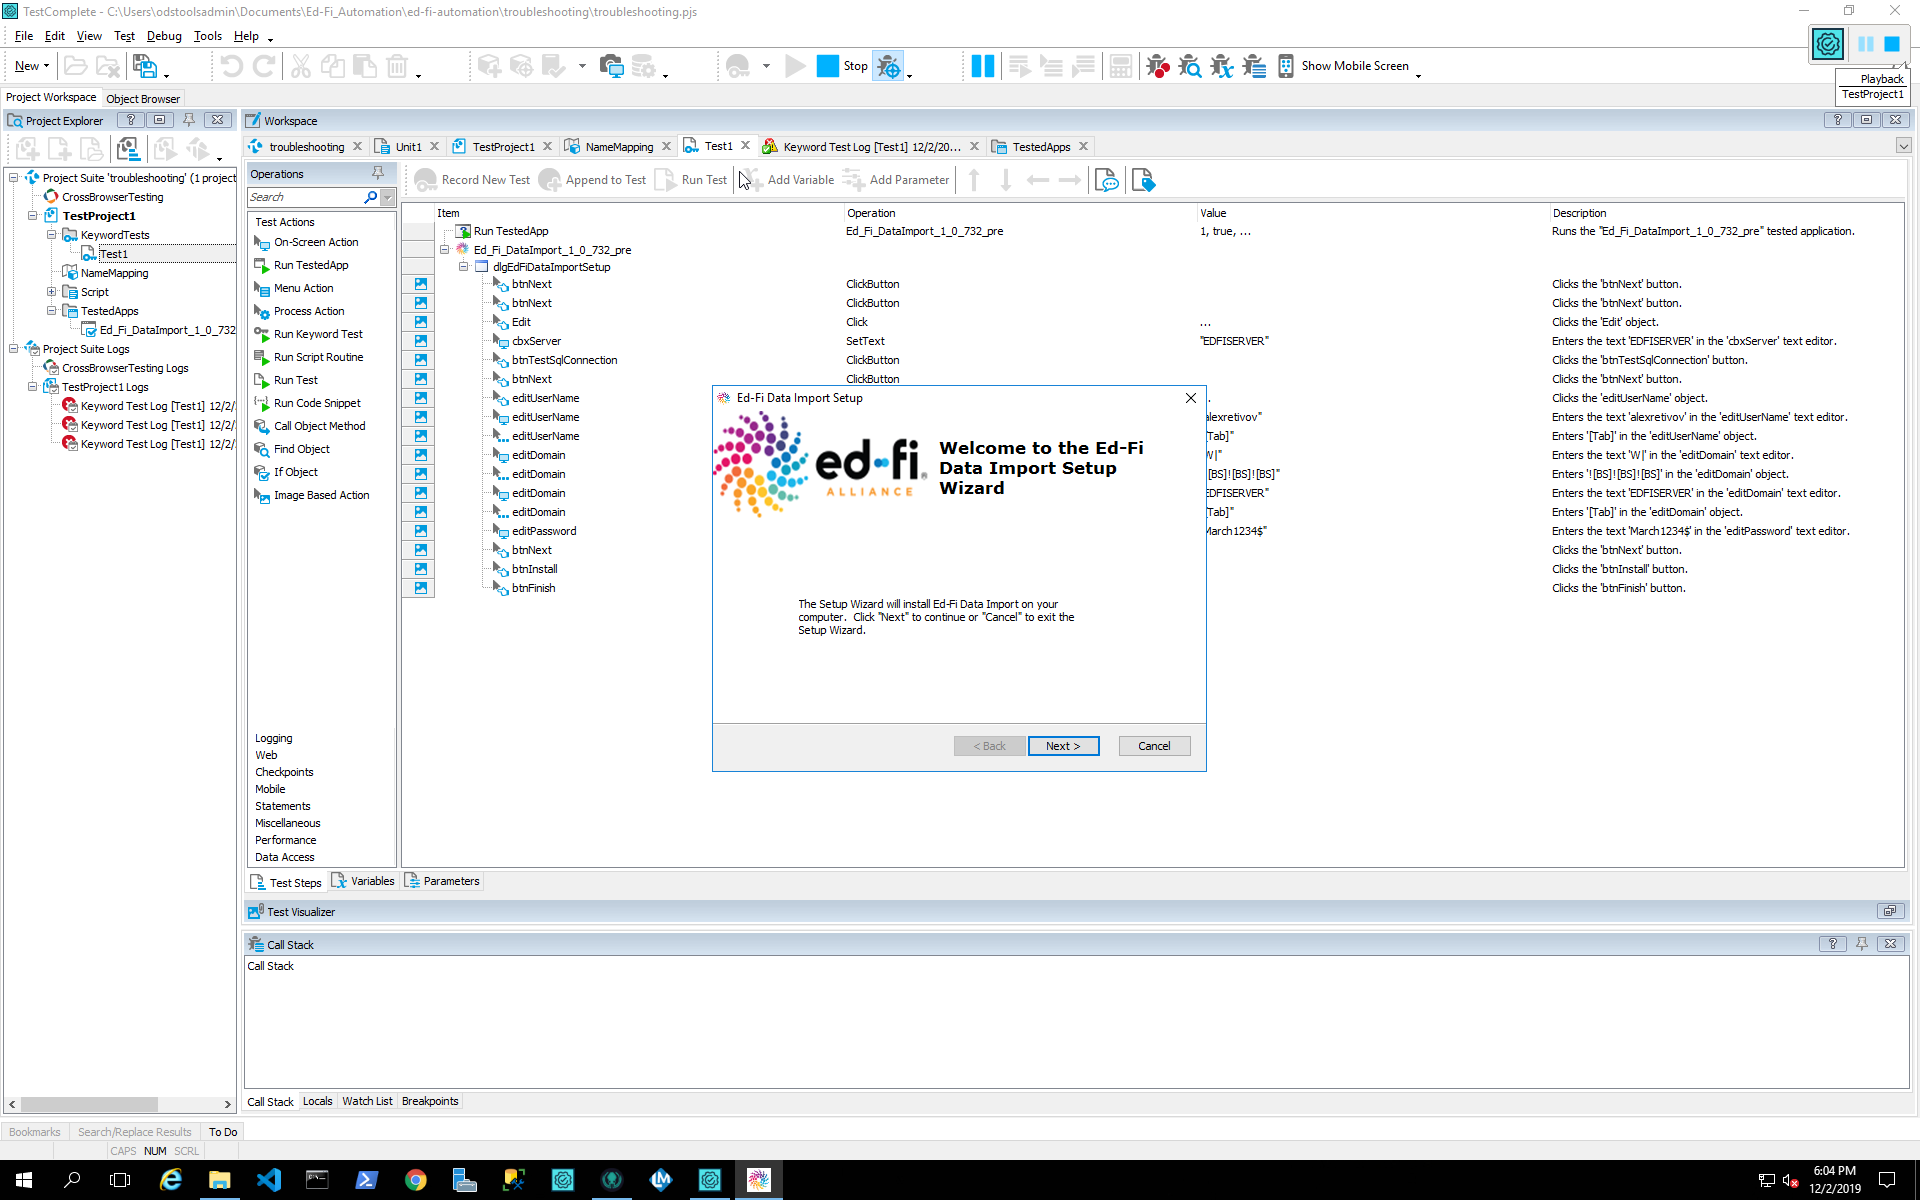 TestComplete - C:\Users\odstoolsadmin\Documents\Ed-Fi_Automation\ed-fi-automation\troubleshooting\troubleshooting.pjs
File Edit View Test Debug Tools Help
New Stop Show Mobile Screen
Playback
TestProject1
Project Workspace Object Browser
Project Explorer
Workspace
troubleshooting Unit1 TestProject1 NameMapping Test1 Keyword Test Log [Test1] 12/2/20... TestedApps
Project Suite 'troubleshooting' (1 project
CrossBrowserTesting
TestProject1
KeywordTests
Test1
NameMapping
Script
TestedApps
Ed_Fi_DataImport_1_0_732
Project Suite Logs
CrossBrowserTesting Logs
TestProject1 Logs
Keyword Test Log [Test1] 12/2/
Keyword Test Log [Test1] 12/2/
Keyword Test Log [Test1] 12/2/
Operations
Search
Test Actions
On-Screen Action
Run TestedApp
Menu Action
Process Action
Run Keyword Test
Run Script Routine
Run Test
Run Code Snippet
Call Object Method
Find Object
If Object
Image Based Action
Logging
Web
Checkpoints
Mobile
Statements
Miscellaneous
Performance
Data Access
Record New Test Append to Test Run Test Add Variable Add Parameter
Item Operation Value Description
Run TestedApp Ed_Fi_DataImport_1_0_732_pre 1, true, ... Runs the "Ed_Fi_DataImport_1_0_732_pre" tested application.
Ed_Fi_DataImport_1_0_732_pre
dlgEdFiDataImportSetup
btnNext ClickButton Clicks the 'btnNext' button.
btnNext ClickButton Clicks the 'btnNext' button.
Edit Click ... Clicks the 'Edit' object.
cbxServer SetText "EDFISERVER" Enters the text 'EDFISERVER' in the 'cbxServer' text editor.
btnTestSqlConnection ClickButton Clicks the 'btnTestSqlConnection' button.
btnNext ClickButton Clicks the 'btnNext' button.
editUserName Clicks the 'editUserName' object.
editUserName alexretivov" Enters the text 'alexretivov' in the 'editUserName' text editor.
editUserName [Tab]" Enters '[Tab]' in the 'editUserName' object.
editDomain W|" Enters the text 'W|' in the 'editDomain' text editor.
editDomain ![BS]![BS]![BS]" Enters '![BS]![BS]![BS]' in the 'editDomain' object.
editDomain EDFISERVER" Enters the text 'EDFISERVER' in the 'editDomain' text editor.
editDomain [Tab]" Enters '[Tab]' in the 'editDomain' object.
editPassword March1234$" Enters the text 'March1234$' in the 'editPassword' text editor.
btnNext Clicks the 'btnNext' button.
btnInstall Clicks the 'btnInstall' button.
btnFinish Clicks the 'btnFinish' button.
Ed-Fi Data Import Setup
ed-fi
ALLIANCE
Welcome to the Ed-Fi
Data Import Setup
Wizard
The Setup Wizard will install Ed-Fi Data Import on your
computer. Click "Next" to continue or "Cancel" to exit the
Setup Wizard.
< Back Next > Cancel
Test Steps Variables Parameters
Test Visualizer
Call Stack
Call Stack
Call Stack Locals Watch List Breakpoints
Bookmarks Search/Replace Results To Do
CAPS NUM SCRL
6:04 PM
12/2/2019